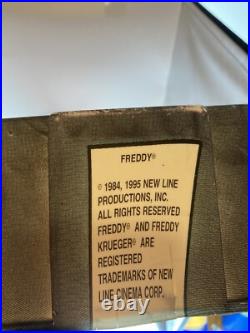 FREDDY®
© 1984, 1995 NEW LINE
PRODUCTIONS, INC.
ALL RIGHTS RESERVED
FREDDY® AND FREDDY
KRUEGER® ARE
REGISTERED
TRADEMARKS OF NEW
LINE CINEMA CORP.